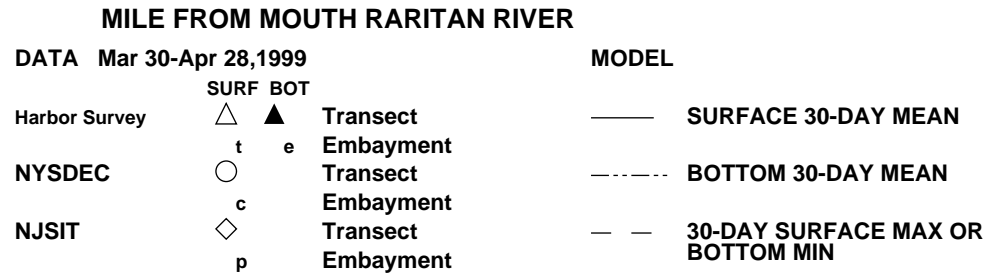 MILE FROM MOUTH RARITAN RIVER
DATA Mar 30-Apr 28,1999 MODEL
SURF BOT
Harbor Survey Transect SURFACE 30-DAY MEAN
t e Embayment
NYSDEC Transect BOTTOM 30-DAY MEAN
c Embayment
NJSIT Transect 30-DAY SURFACE MAX OR
BOTTOM MIN
p Embayment